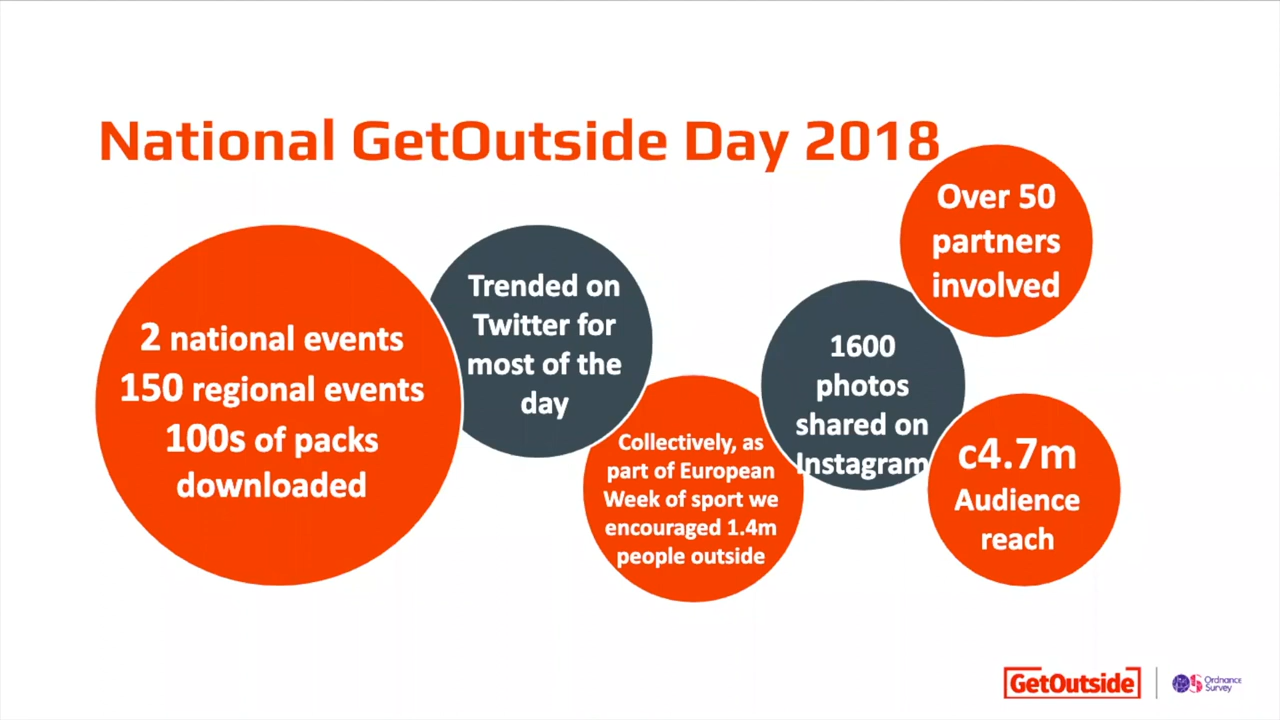 National GetOutside Day 2018
2 national events
150 regional events
100s of packs
downloaded
Trended on
Twitter for
most of the
day
Collectively, as
part of European
Week of sport we
encouraged 1.4m
people outside
1600
photos
shared on
Instagram
Over 50
partners
involved
c4.7m
Audience
reach
GetOutside
OS
Ordnance
Survey